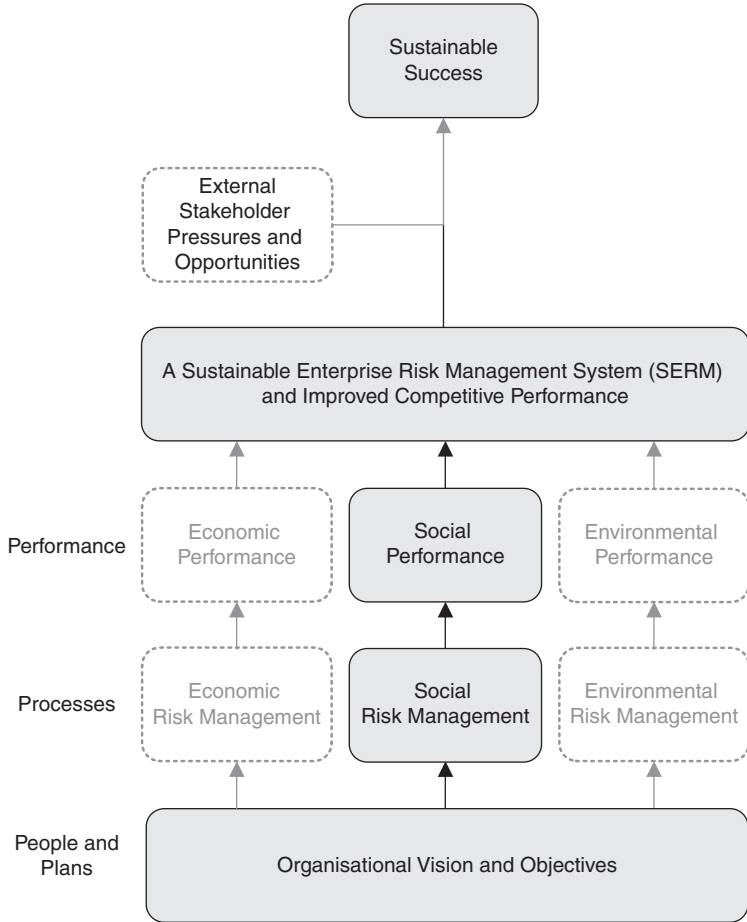 Sustainable
Success
External
Stakeholder
Pressures and
Opportunities
A Sustainable Enterprise Risk Management System (SERM)
and Improved Competitive Performance
Performance
Economic
Performance
Social
Performance
Environmental
Performance
Processes
Economic
Risk Management
Social
Risk Management
Environmental
Risk Management
People and
Plans
Organisational Vision and Objectives